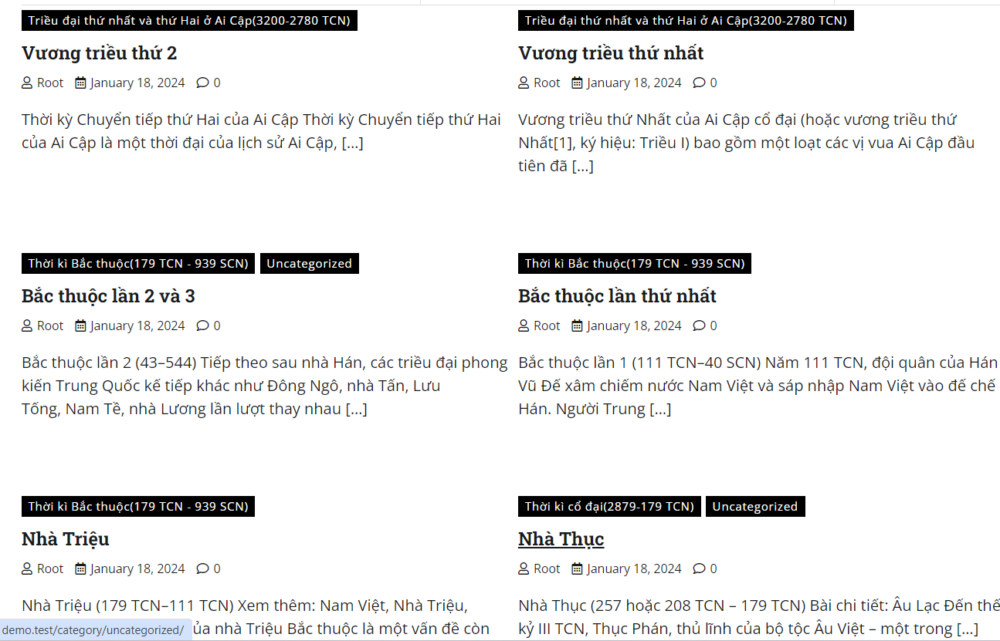 Triều đại thứ nhất và thứ Hai ở Ai Cập(3200-2780 TCN)
Vương triều thứ 2
Root January 18, 2024 0
Thời kỳ Chuyển tiếp thứ Hai của Ai Cập Thời kỳ Chuyển tiếp thứ Hai
của Ai Cập là một thời đại của lịch sử Ai Cập, [...]
Triều đại thứ nhất và thứ Hai ở Ai Cập(3200-2780 TCN)
Vương triều thứ nhất
Root January 18, 2024 0
Vương triều thứ Nhất của Ai Cập cổ đại (hoặc vương triều thứ
Nhất[1], ký hiệu: Triều I) bao gồm một loạt các vị vua Ai Cập đầu
tiên đã [...]
Thời kì Bắc thuộc(179 TCN - 939 SCN) Uncategorized
Bắc thuộc lần 2 và 3
Root January 18, 2024 0
Bắc thuộc lần 2 (43–544) Tiếp theo sau nhà Hán, các triều đại phong
kiến Trung Quốc kế tiếp khác như Đông Ngô, nhà Tấn, Lưu
Tống, Nam Tề, nhà Lương lần lượt thay nhau [...]
Thời kì Bắc thuộc(179 TCN - 939 SCN)
Bắc thuộc lần thứ nhất
Root January 18, 2024 0
Bắc thuộc lần 1 (111 TCN–40 SCN) Năm 111 TCN, đội quân của Hán
Vũ Đế xâm chiếm nước Nam Việt và sáp nhập Nam Việt vào đế chế
Hán. Người Trung [...]
Thời kì Bắc thuộc(179 TCN - 939 SCN)
Nhà Triệu
Root January 18, 2024 0
Nhà Triệu (179 TCN–111 TCN) Xem thêm: Nam Việt, Nhà Triệu,
demo.test/category/uncategorized/ ủa nhà Triệu Bắc thuộc là một vấn đề còn
Thời kì cổ đại(2879-179 TCN) Uncategorized
Nhà Thục
Root January 18, 2024 0
Nhà Thục (257 hoặc 208 TCN – 179 TCN) Bài chi tiết: Âu Lạc Đến thế
kỷ III TCN, Thục Phán, thủ lĩnh của bộ tộc Âu Việt – một trong [...]